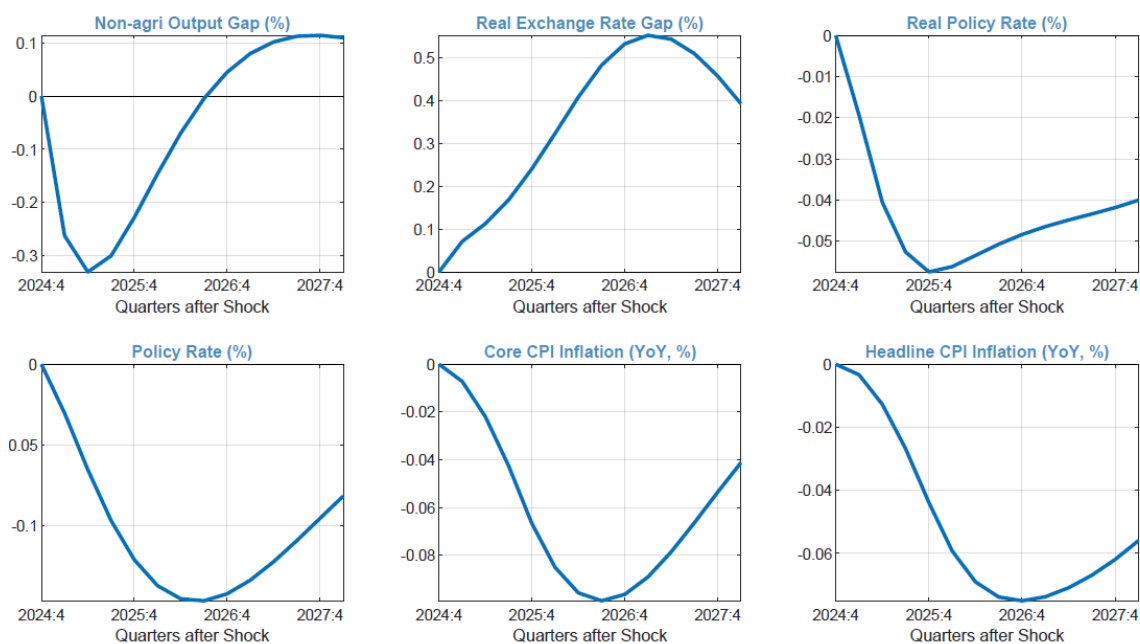 Non-agri Output Gap (%)
0.1
0
-0.1
-0.2
-0.3
2024:4 2025:4 2026:4 2027:4
Quarters after Shock
Real Exchange Rate Gap (%)
0.5
0.4
0.3
0.2
0.1
0
2024:4 2025:4 2026:4 2027:4
Quarters after Shock
Real Policy Rate (%)
0
-0.01
-0.02
-0.03
-0.04
-0.05
2024:4 2025:4 2026:4 2027:4
Quarters after Shock
Policy Rate (%)
0
0.05
-0.1
2024:4 2025:4 2026:4 2027:4
Quarters after Shock
Core CPI Inflation (YoY, %)
0
-0.02
-0.04
-0.06
-0.08
2024:4 2025:4 2026:4 2027:4
Quarters after Shock
Headline CPI Inflation (YoY, %)
0
-0.02
-0.04
-0.06
2024:4 2025:4 2026:4 2027:4
Quarters after Shock